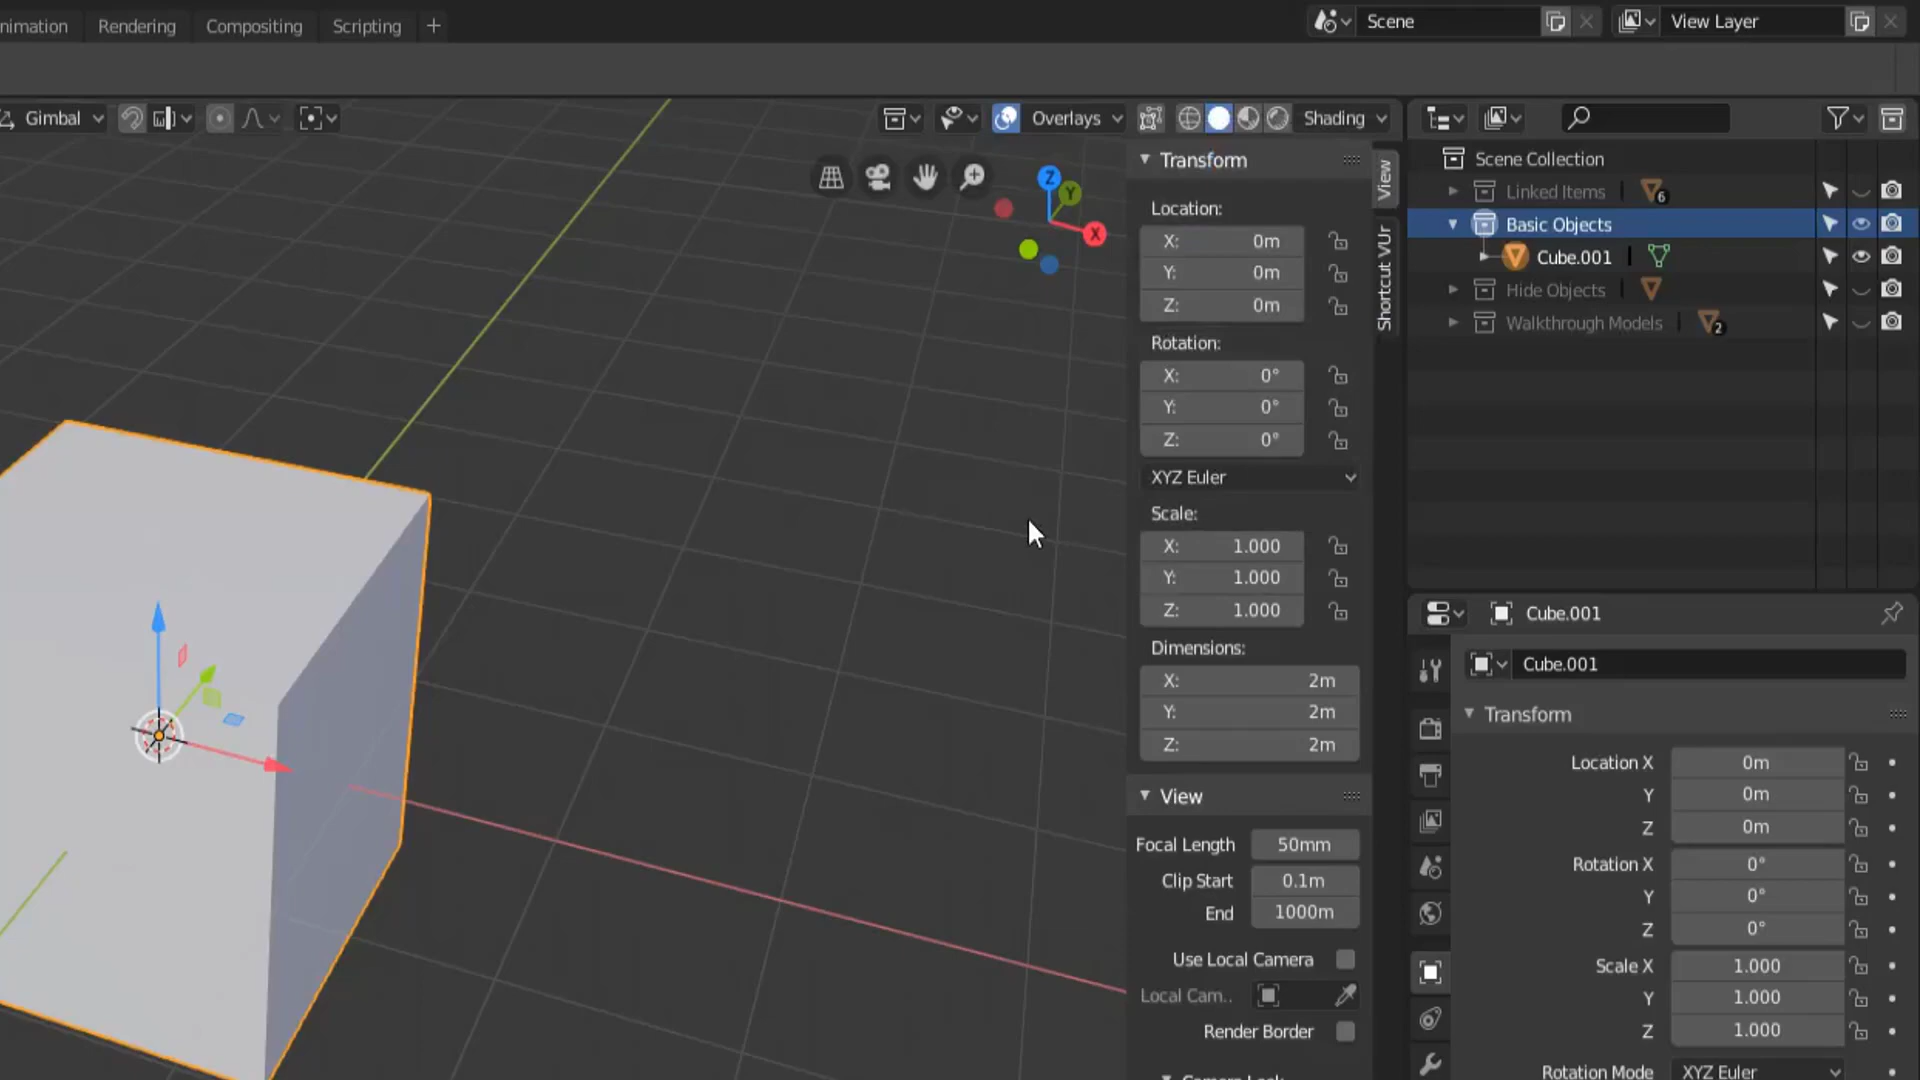 nimation Rendering Compositing Scripting + Scene View Layer
Gimbal Overlays Shading
Transform
Location:
X: 0m
Y: 0m
Z: 0m
Rotation:
X: 0°
Y: 0°
Z: 0°
XYZ Euler
Scale:
X: 1.000
Y: 1.000
Z: 1.000
Dimensions:
X: 2m
Y: 2m
Z: 2m
View
Focal Length 50mm
Clip Start 0.1m
End 1000m
Use Local Camera
Local Cam..
Render Border
View
Shortcut VUr
Z
Y
X
Scene Collection
Linked Items 6
Basic Objects
Cube.001
Hide Objects
Walkthrough Models 2
Cube.001
Cube.001
Transform
Location X 0m
Y 0m
Z 0m
Rotation X 0°
Y 0°
Z 0°
Scale X 1.000
Y 1.000
Z 1.000
Rotation Mode XYZ Euler